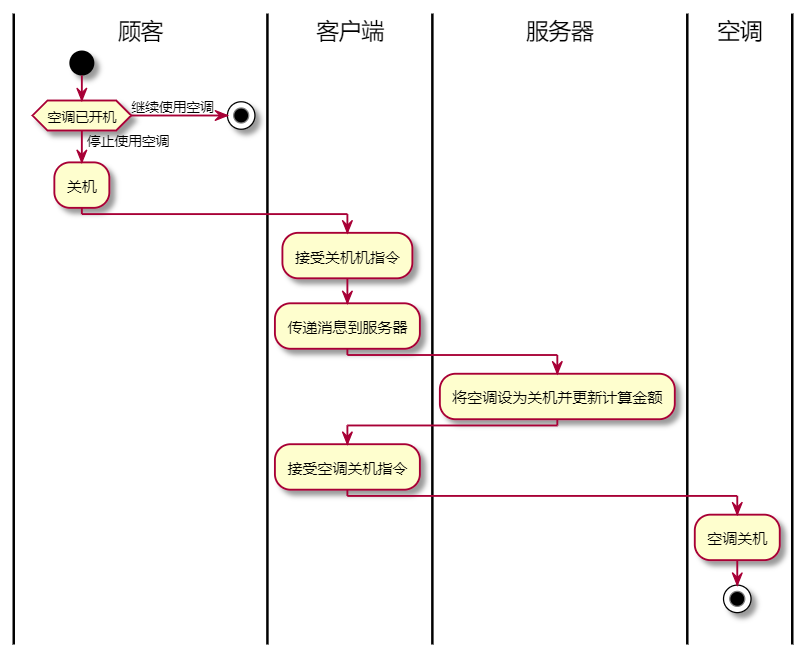 顾客
客户端
服务器
空调
空调已开机
继续使用空调
停止使用空调
关机
接受关机机指令
传递消息到服务器
将空调设为关机并更新计算金额
接受空调关机指令
空调关机